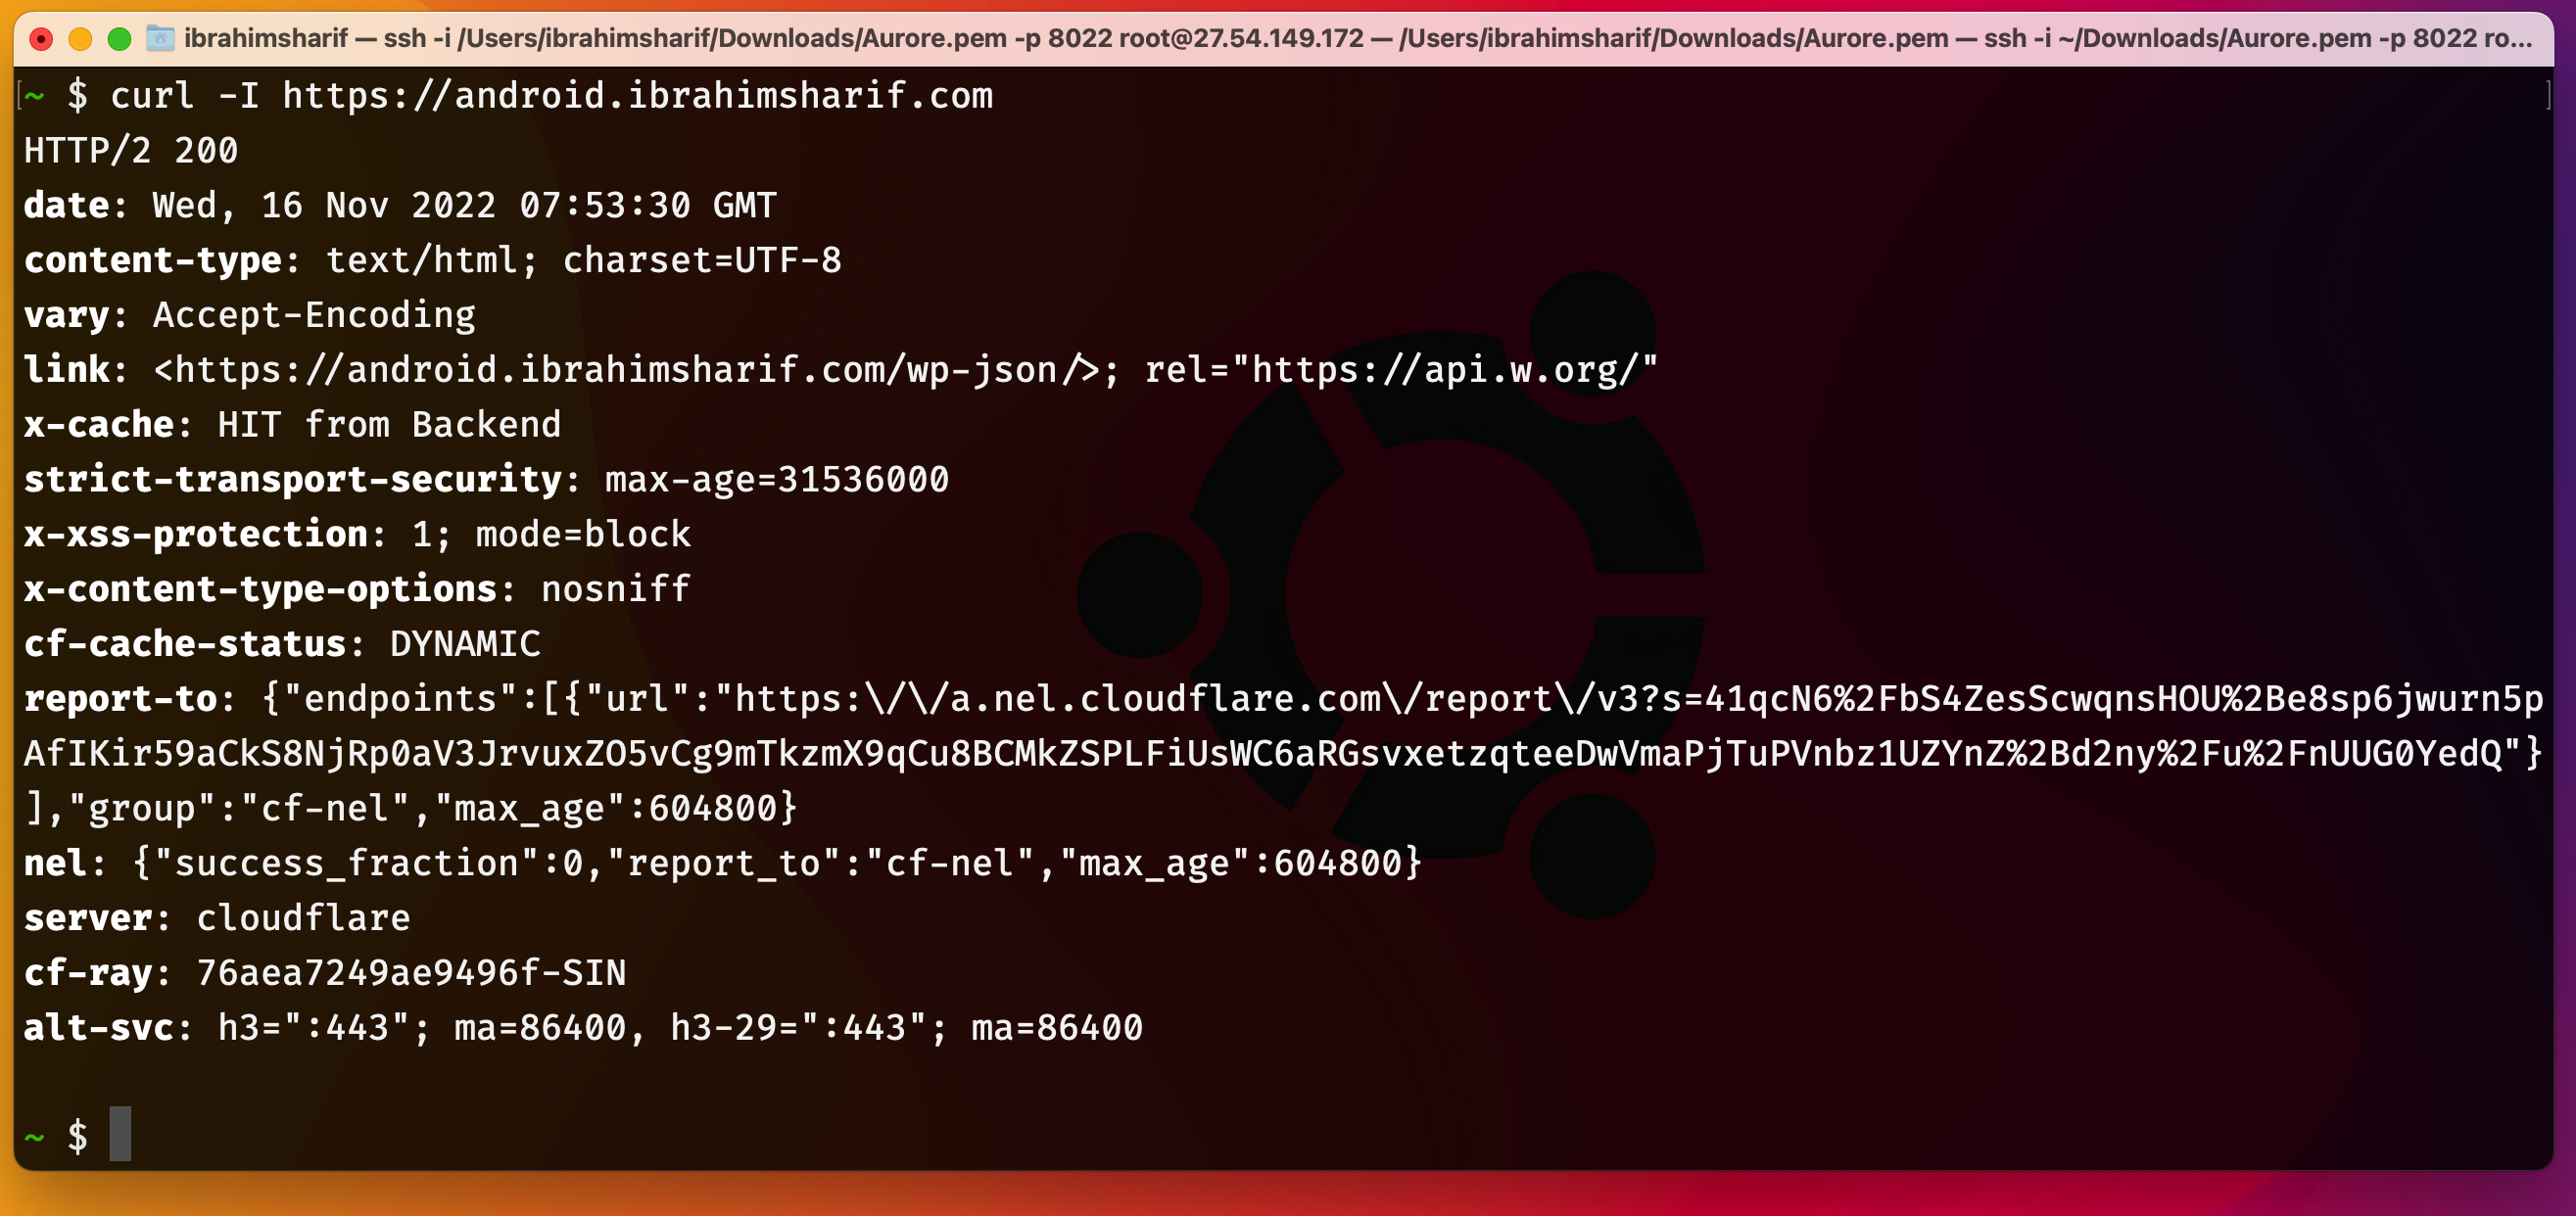 ibrahimsharif — ssh -i /Users/ibrahimsharif/Downloads/Aurore.pem -p 8022 root@27.54.149.172 — /Users/ibrahimsharif/Downloads/Aurore.pem — ssh -i ~/Downloads/Aurore.pem -p 8022 ro...
[~ $ curl -I https://android.ibrahimsharif.com ]
HTTP/2 200
date: Wed, 16 Nov 2022 07:53:30 GMT
content-type: text/html; charset=UTF-8
vary: Accept-Encoding
link: <https://android.ibrahimsharif.com/wp-json/>; rel="https://api.w.org/"
x-cache: HIT from Backend
strict-transport-security: max-age=31536000
x-xss-protection: 1; mode=block
x-content-type-options: nosniff
cf-cache-status: DYNAMIC
report-to: {"endpoints":[{"url":"https:\/\/a.nel.cloudflare.com\/report\/v3?s=41qcN6%2FbS4ZesScwqnsHOU%2Be8sp6jwurn5p
AfIKir59aCkS8NjRp0aV3JrvuxZO5vCg9mTkzmX9qCu8BCMkZSPLFiUsWC6aRGsvxetzqteeDwVmaPjTuPVnbz1UZYnZ%2Bd2ny%2Fu%2FnUUG0YedQ"}
],"group":"cf-nel","max_age":604800}
nel: {"success_fraction":0,"report_to":"cf-nel","max_age":604800}
server: cloudflare
cf-ray: 76aea7249ae9496f-SIN
alt-svc: h3=":443"; ma=86400, h3-29=":443"; ma=86400
~ $